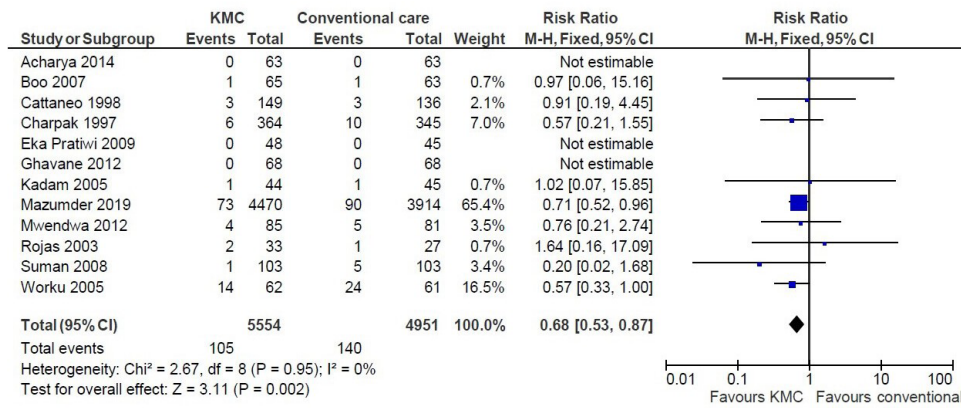 KMC Conventional care Risk Ratio Risk Ratio
Study or Subgroup Events Total Events Total Weight M-H, Fixed, 95% CI M-H, Fixed, 95% CI
Acharya 2014 0 63 0 63 Not estimable
Boo 2007 1 65 1 63 0.7% 0.97 [0.06, 15.16]
Cattaneo 1998 3 149 3 136 2.1% 0.91 [0.19, 4.45]
Charpak 1997 6 364 10 345 7.0% 0.57 [0.21, 1.55]
Eka Pratiwi 2009 0 48 0 45 Not estimable
Ghavane 2012 0 68 0 68 Not estimable
Kadam 2005 1 44 1 45 0.7% 1.02 [0.07, 15.85]
Mazumder 2019 73 4470 90 3914 65.4% 0.71 [0.52, 0.96]
Mwendwa 2012 4 85 5 81 3.5% 0.76 [0.21, 2.74]
Rojas 2003 2 33 1 27 0.8% 1.64 [0.16, 17.09]
Suman 2008 1 103 5 103 3.4% 0.20 [0.02, 1.68]
Worku 2005 14 62 24 61 16.5% 0.57 [0.33, 1.00]
Total (95% CI) 5554 4951 100.0% 0.68 [0.53, 0.87]
Total events 105 140
Heterogeneity: Chi² = 2.67, df = 8 (P = 0.95); I² = 0%
Test for overall effect: Z = 3.11 (P = 0.002)
0.01 0.1 1 10 100
Favours KMC Favours conventional